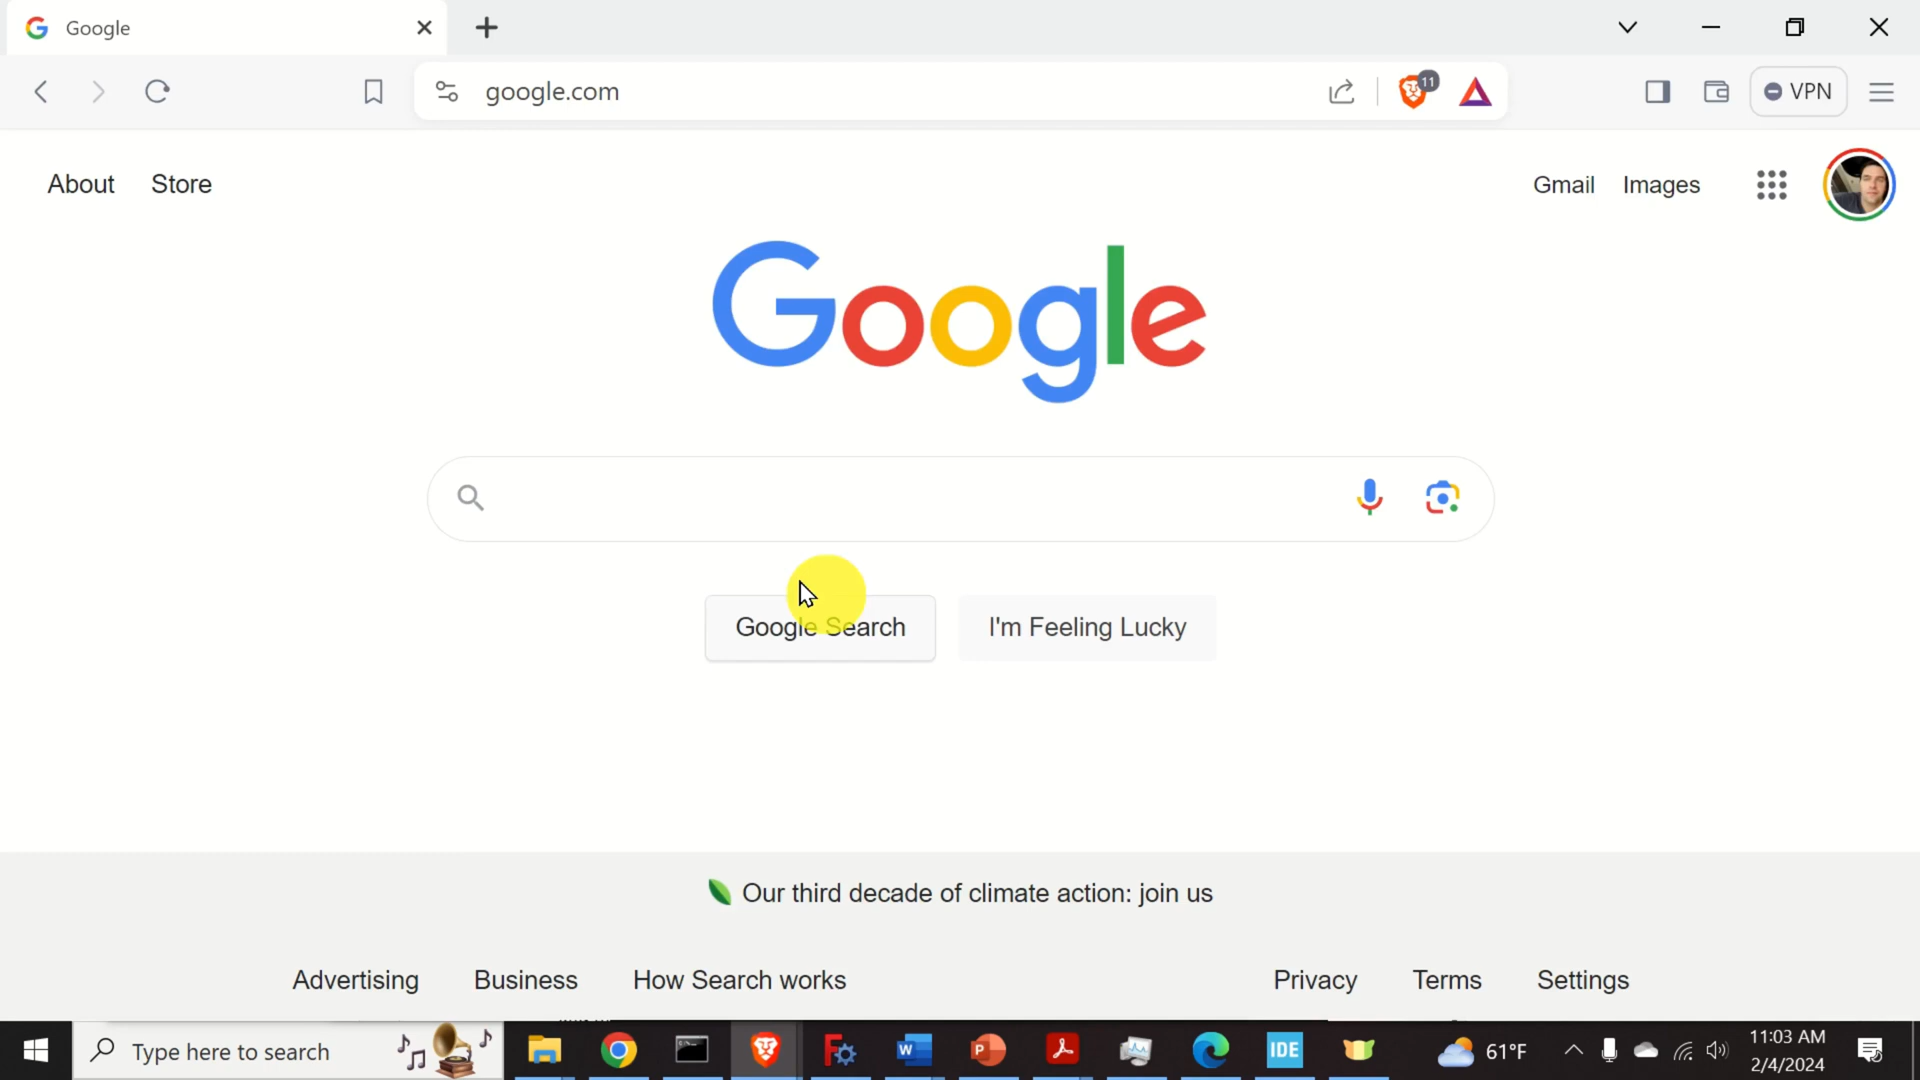 Google
google.com
11
VPN
About Store
Gmail Images
Google
Google Search
I'm Feeling Lucky
Our third decade of climate action: join us
Advertising Business How Search works
Privacy Terms Settings
Type here to search
W
P
IDE
61°F
11:03 AM
2/4/2024